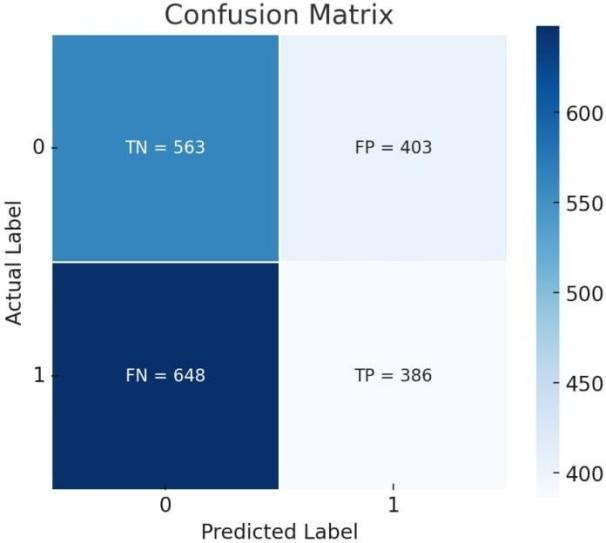 Confusion Matrix
0
TN = 563
FP = 403
1
FN = 648
TP = 386
Actual Label
0
1
Predicted Label
600
550
500
450
400